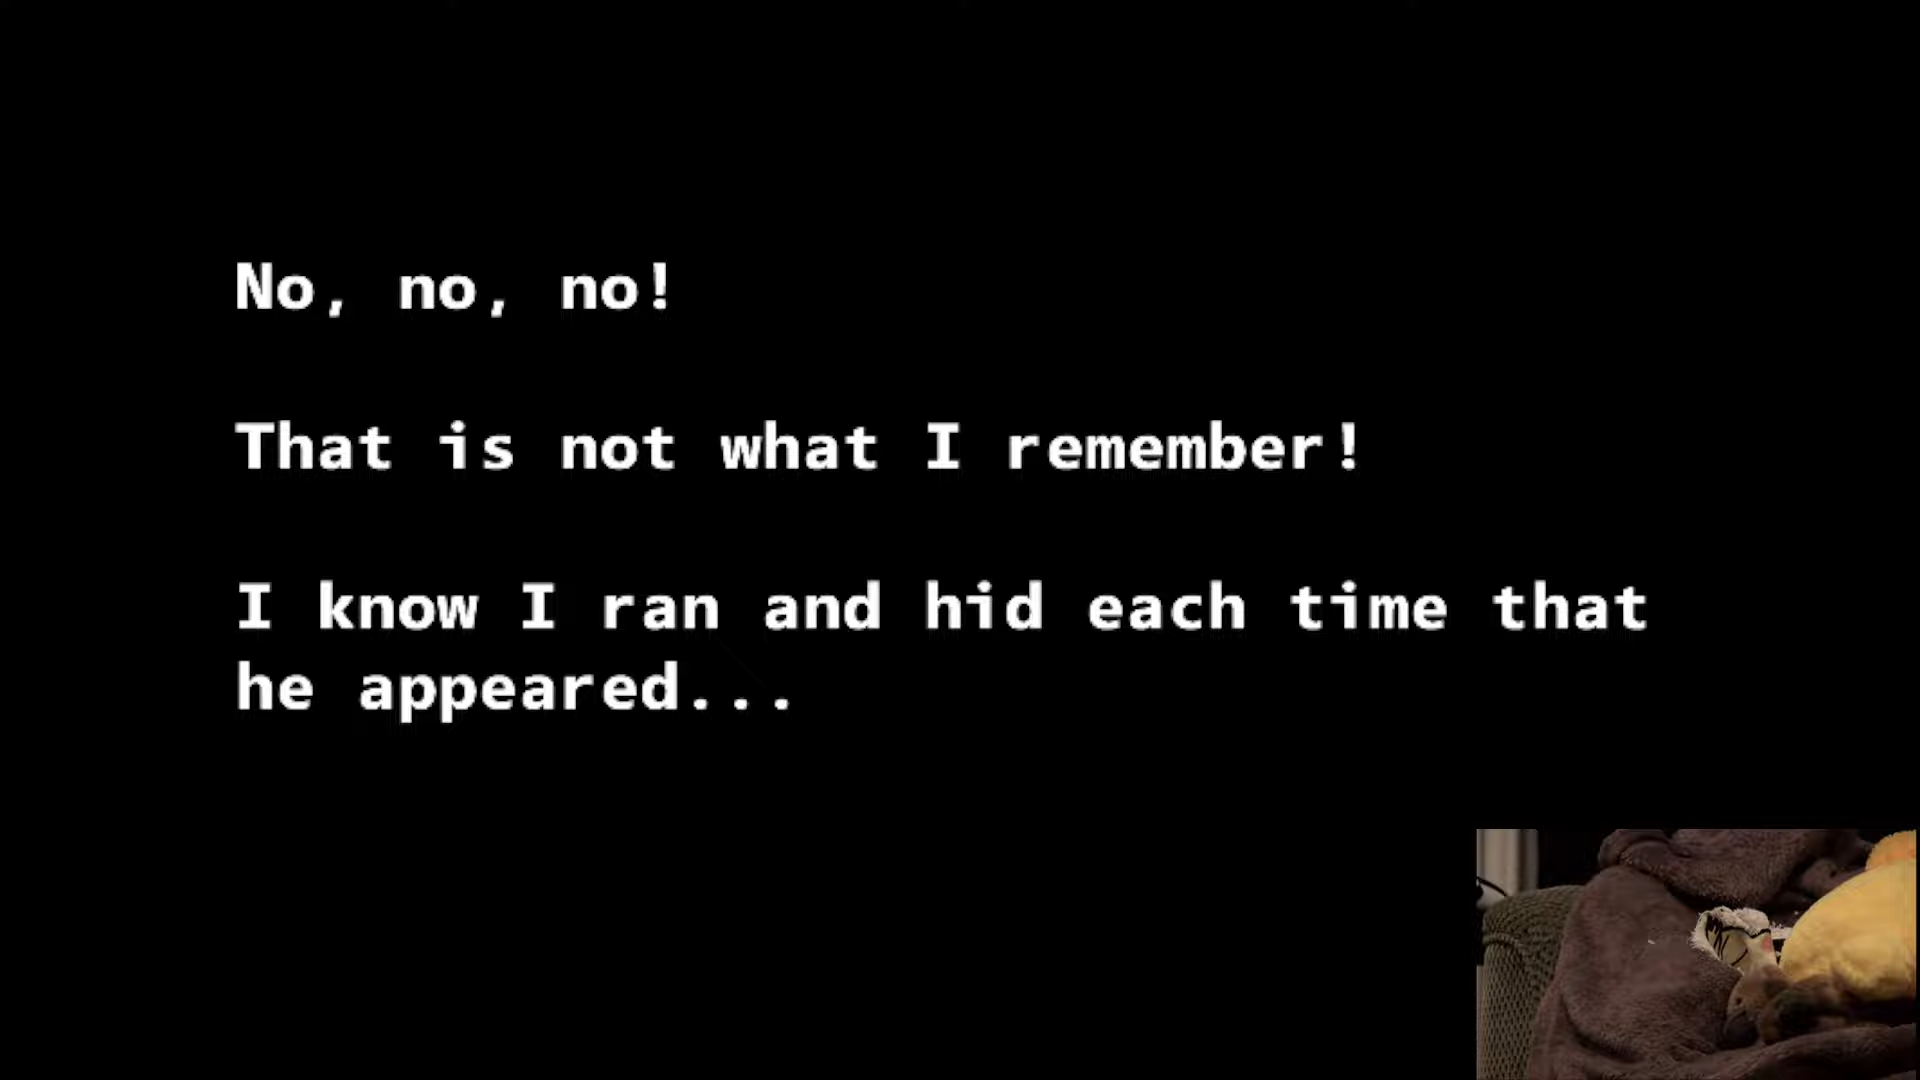 No, no, no!
That is not what I remember!
I know I ran and hid each time that
he appeared...